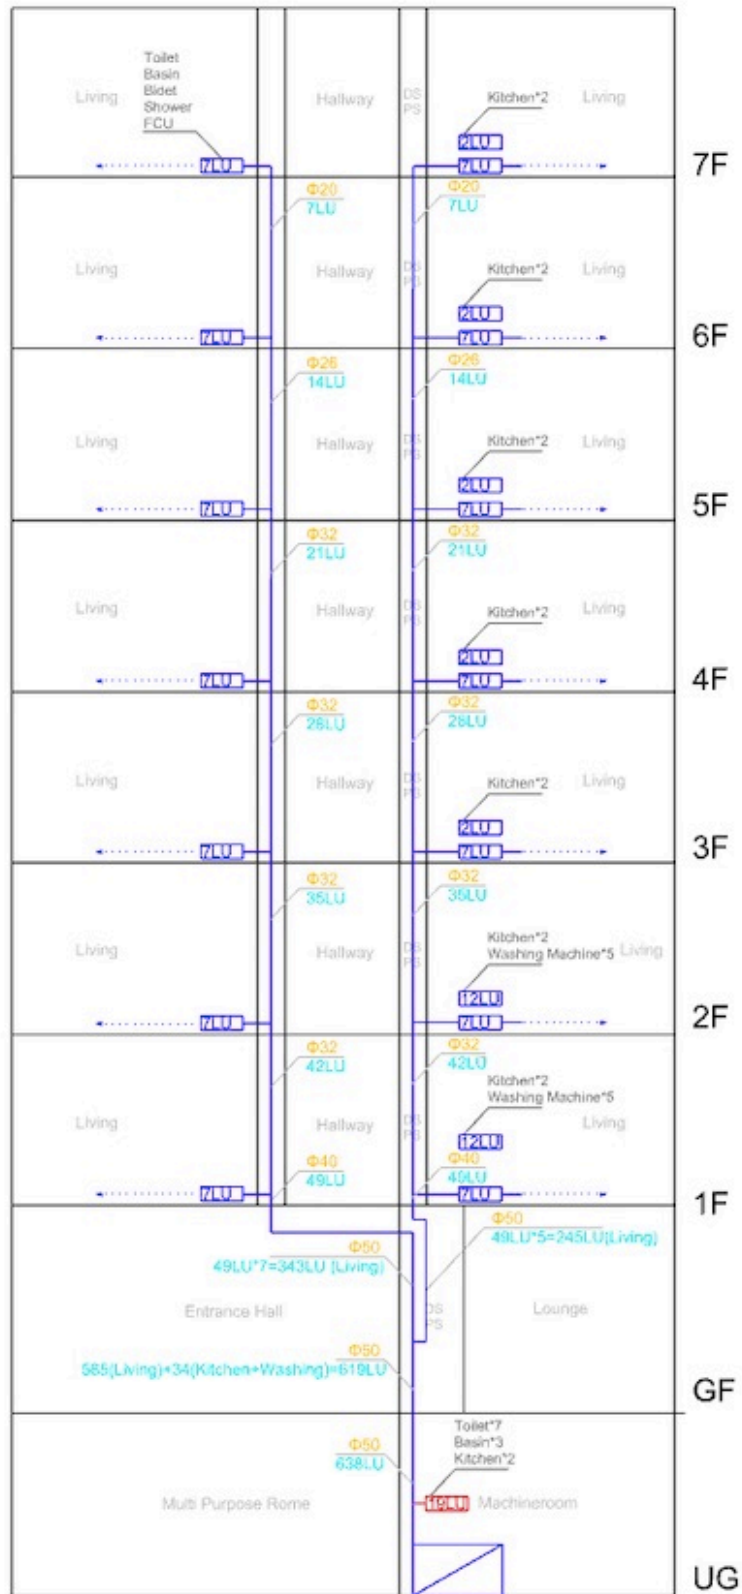 Toilet
Basin
Bidet
Shower
FCU
Living
Hallway
DS
PS
Kitchen*2
Living
2LU
7LU
7LU
7F
Φ20
7LU
Φ20
7LU
Living
Hallway
DS
PS
Kitchen*2
Living
2LU
7LU
7LU
6F
Φ26
14LU
Φ26
14LU
Living
Hallway
DS
PS
Kitchen*2
Living
2LU
7LU
7LU
5F
Φ32
21LU
Φ32
21LU
Living
Hallway
DS
PS
Kitchen*2
Living
2LU
7LU
7LU
4F
Φ32
28LU
Φ32
28LU
Living
Hallway
DS
PS
Kitchen*2
Living
2LU
7LU
7LU
3F
Φ32
35LU
Φ32
35LU
Living
Hallway
DS
PS
Kitchen*2
Washing Machine*5
Living
12LU
7LU
7LU
2F
Φ32
42LU
Φ32
42LU
Living
Hallway
DS
PS
Kitchen*2
Washing Machine*5
Living
12LU
Φ40
49LU
Φ40
49LU
7LU
7LU
1F
Φ50
49LU*7=343LU (Living)
Φ50
49LU*5=245LU(Living)
Entrance Hall
DS
PS
Lounge
Φ50
585(Living)+34(Kitchen+Washing)=619LU
GF
Φ50
638LU
Toilet*7
Basin*3
Kitchen*2
19LU
Multi Purpose Rome
Machineroom
UG